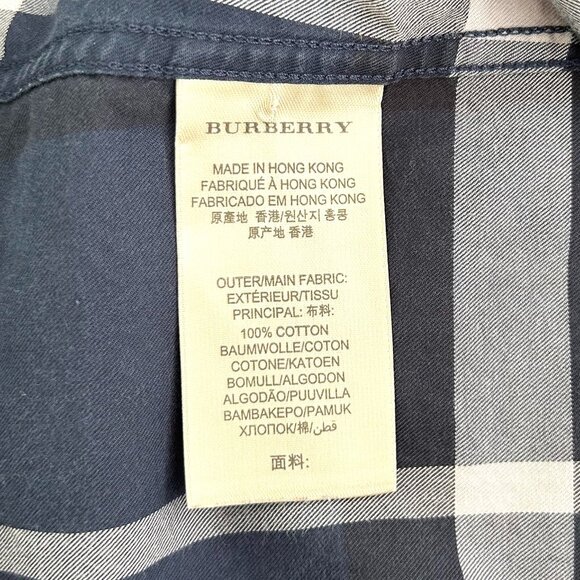 BURBERRY
MADE IN HONG KONG
FABRIQUÉ À HONG KONG
FABRICADO EM HONG KONG
原產地 香港/원산지 홍콩
原产地 香港
OUTER/MAIN FABRIC:
EXTÉRIEUR/TISSU
PRINCIPAL: 布料:
100% COTTON
BAUMWOLLE/COTON
COTONE/KATOEN
BOMULL/ALGODON
ALGODÃO/PUUVILLA
BAMBAKEPO/PAMUK
ХЛОПОК/棉/قطن
面料: